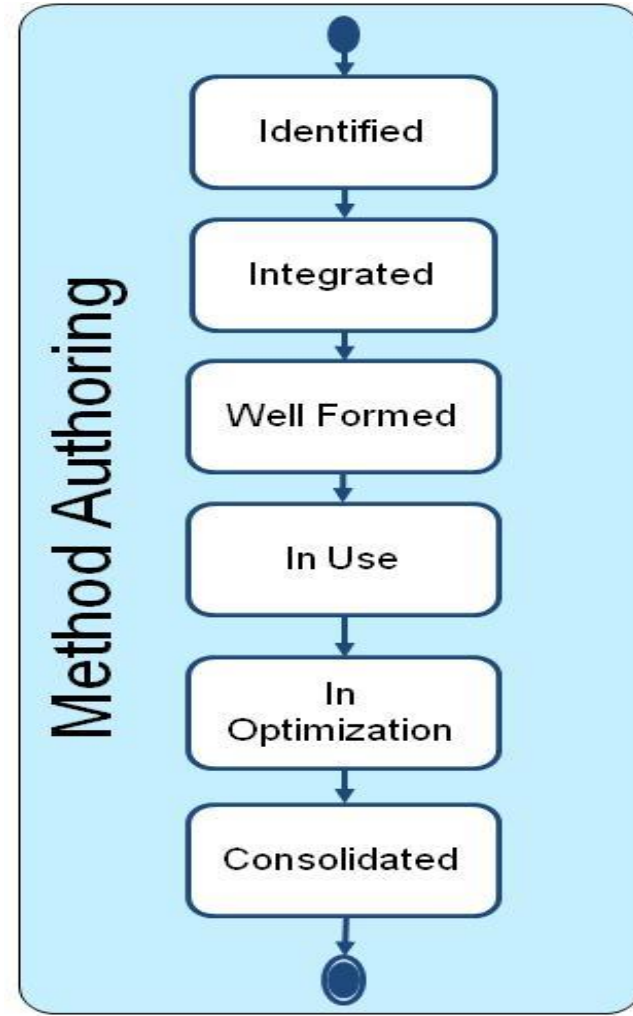 Method Authoring
Identified
Integrated
Well Formed
In Use
In
Optimization
Consolidated